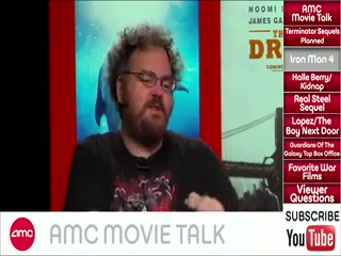 NOOMI
JAMES GA
T
DR
COMING
AMC
Movie Talk
Terminator Sequels
Planned
Iron Man 4
Halle Berry/
Kidnap
Real Steel
Sequel
Lopez/The
Boy Next Door
Guardians Of The
Galaxy Top Box Office
Favorite War
Films
Viewer
Questions
SUBSCRIBE
YouTube
amc
AMC MOVIE TALK